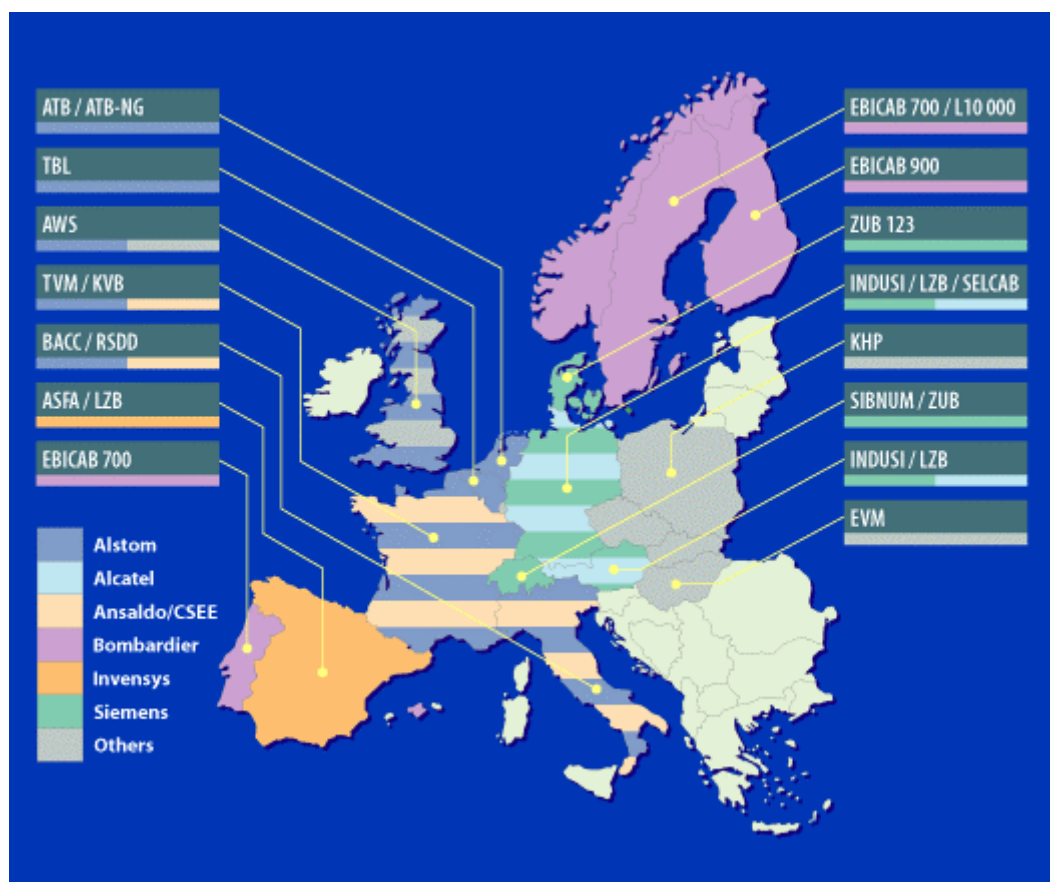 ATB / ATB-NG
TBL
AWS
TVM / KVB
BACC / RSDD
ASFA / LZB
EBICAB 700
EBICAB 700 / L10 000
EBICAB 900
ZUB 123
INDUSI / LZB / SELCAB
KHP
SIBNUM / ZUB
INDUSI / LZB
EVM
Alstom
Alcatel
Ansaldo/CSEE
Bombardier
Invensys
Siemens
Others